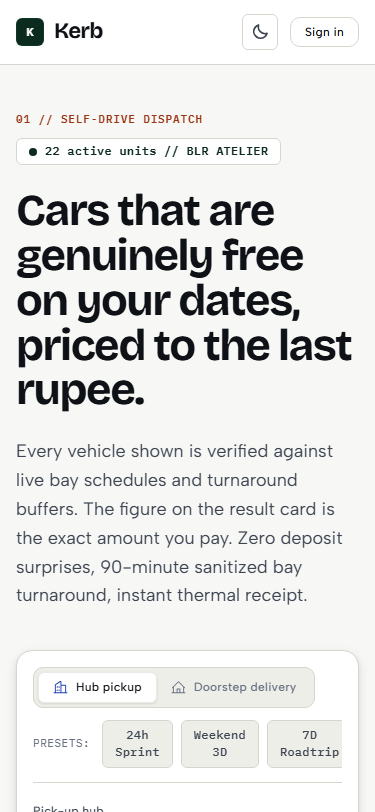 K Kerb Sign in
01 // SELF-DRIVE DISPATCH
22 active units // BLR ATELIER
Cars that are
genuinely free
on your dates,
priced to the last
rupee.
Every vehicle shown is verified against
live bay schedules and turnaround
buffers. The figure on the result card is
the exact amount you pay. Zero deposit
surprises, 90-minute sanitized bay
turnaround, instant thermal receipt.
Hub pickup Doorstep delivery
PRESETS: 24h Weekend 7D
Sprint 3D Roadtrip
Pick-up hub